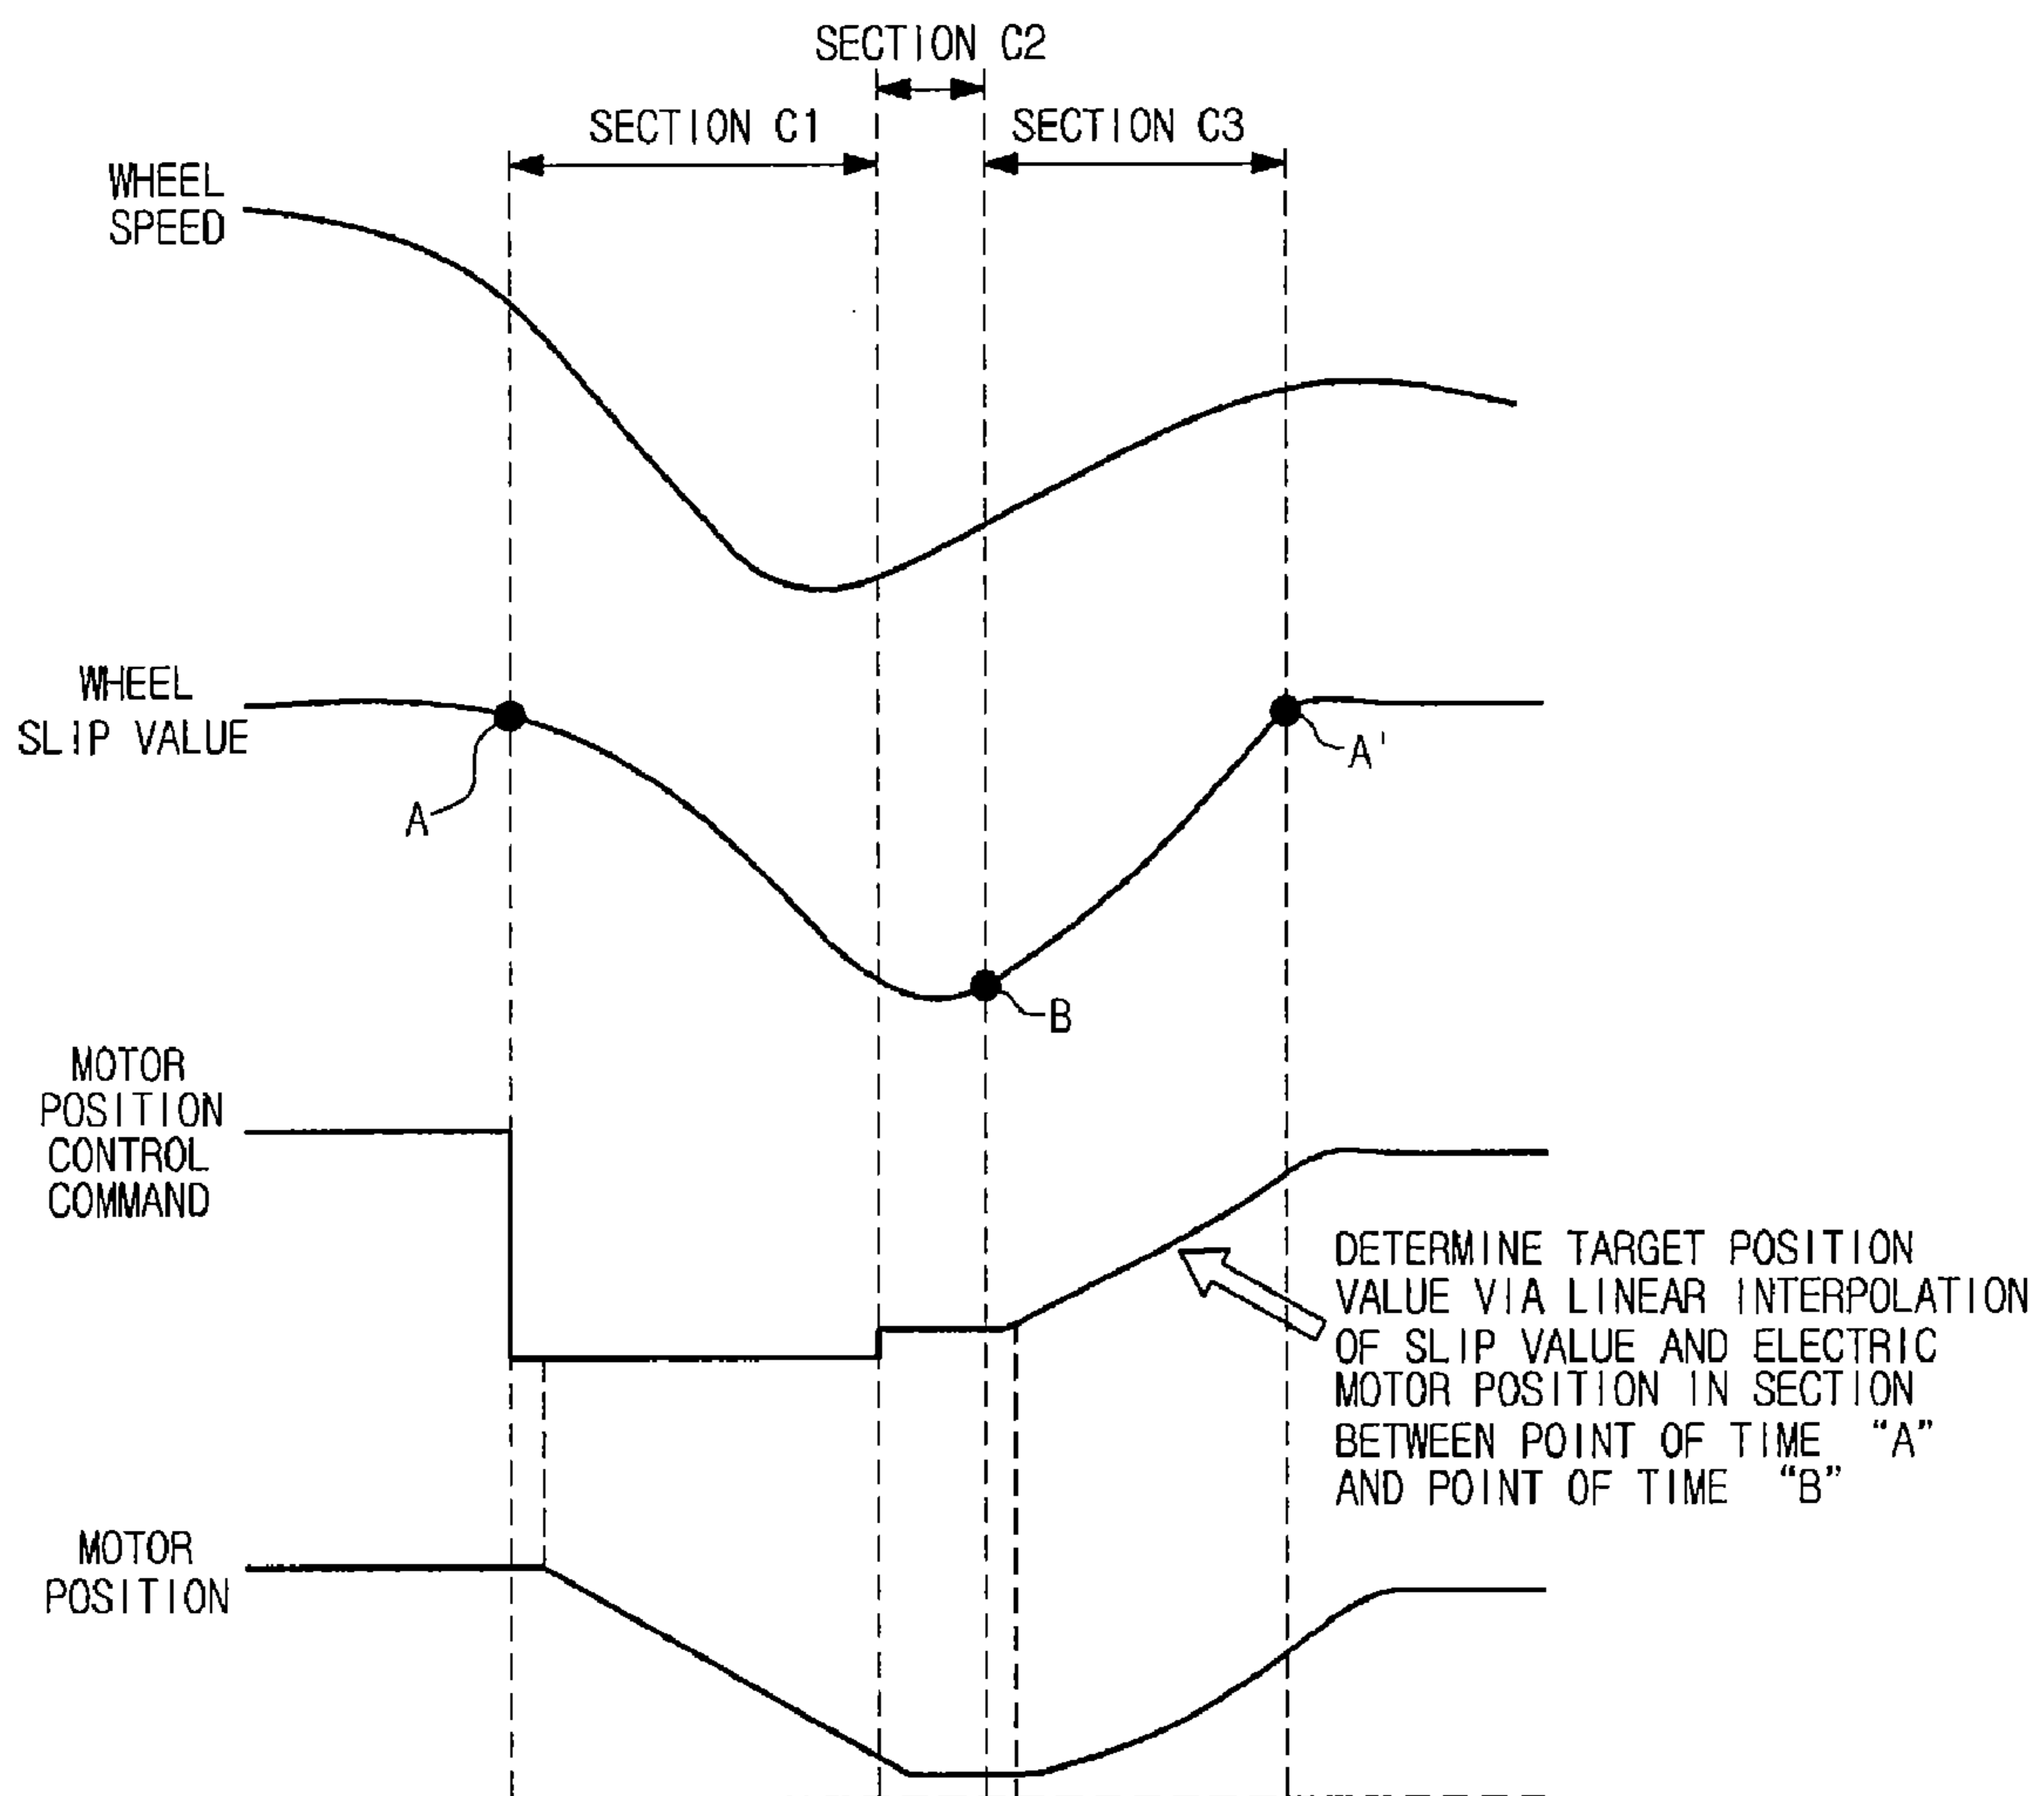 SECTION C2
SECTION C1
SECTION C3
WHEEL
SPEED
WHEEL
SLIP VALUE
A
A'
B
MOTOR
POSITION
CONTROL
COMMAND
DETERMINE TARGET POSITION
VALUE VIA LINEAR INTERPOLATION
OF SLIP VALUE AND ELECTRIC
MOTOR POSITION IN SECTION
BETWEEN POINT OF TIME “A”
AND POINT OF TIME “B”
MOTOR
POSITION